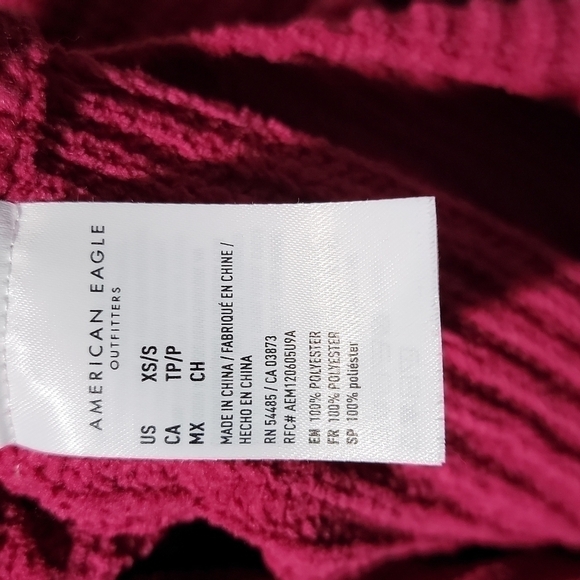 AMERICAN EAGLE
OUTFITTERS
US XS/S
CA TP/P
MX CH
MADE IN CHINA / FABRIQUÉ EN CHINE /
HECHO EN CHINA
RN 54485 / CA 03873
RFC# AEM120605U9A
EN 100% POLYESTER
FR 100% POLYESTER
SP 100% poliéster